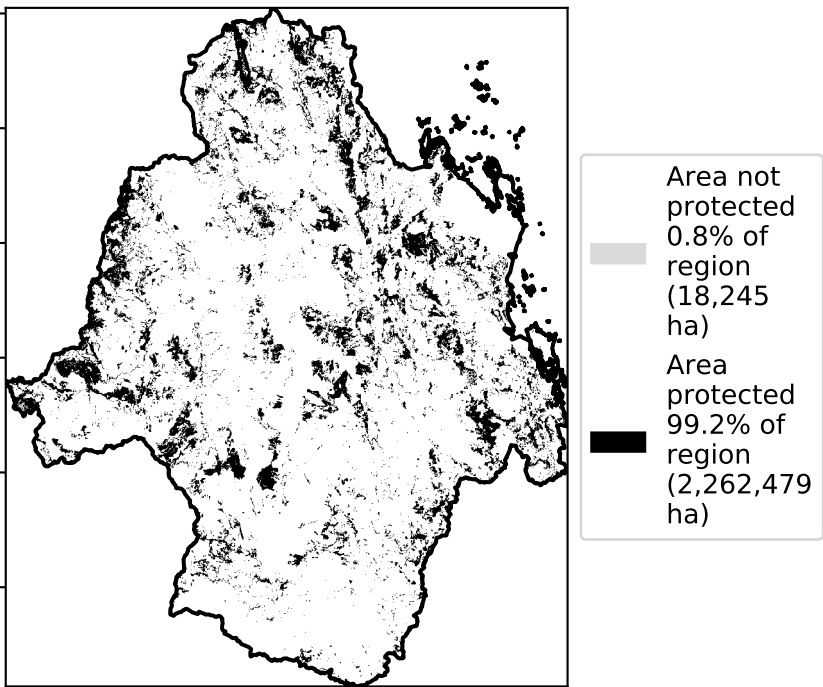 Area not
protected
0.8% of
region
(18,245
ha)
Area
protected
99.2% of
region
(2,262,479
ha)